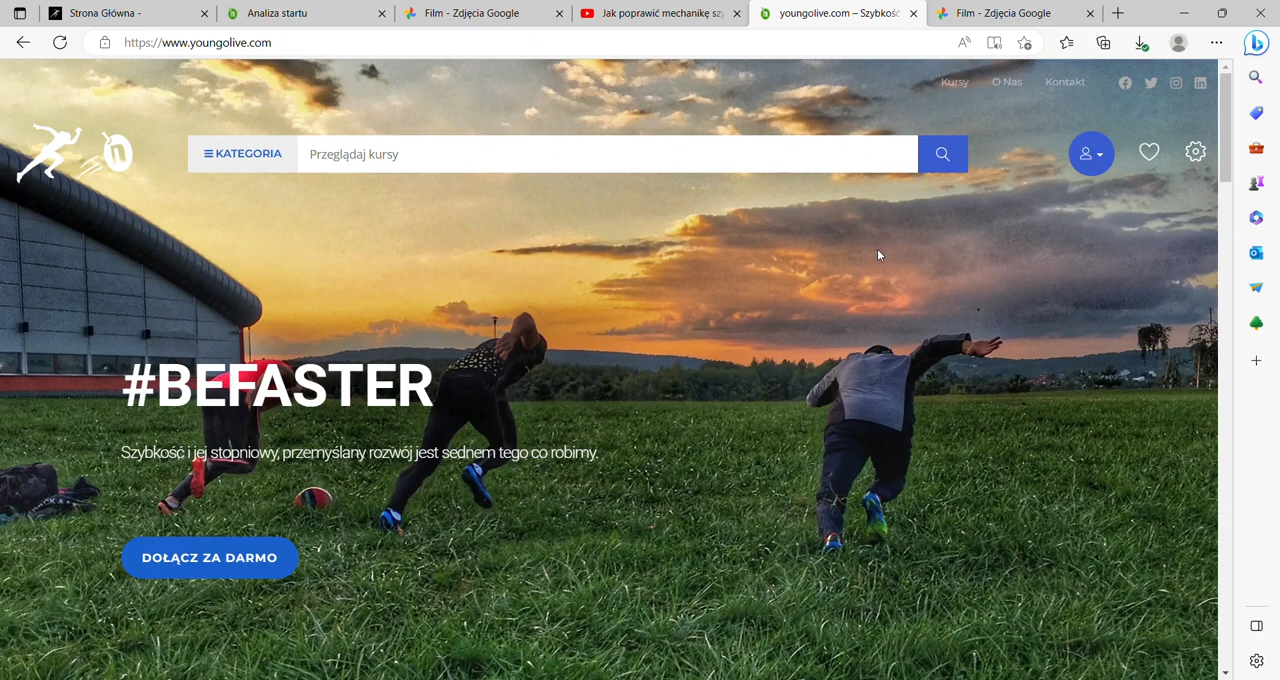 Strona Główna -
Analiza startu
Film - Zdjęcia Google
Jak poprawić mechanikę szy
youngolive.com – Szybkość
Film - Zdjęcia Google
https://www.youngolive.com
Kursy
O Nas
Kontakt
KATEGORIA
Przeglądaj kursy
#BEFASTER
Szybkość i jej stopniowy, przemyślany rozwój jest sednem tego co robimy.
DOŁĄCZ ZA DARMO